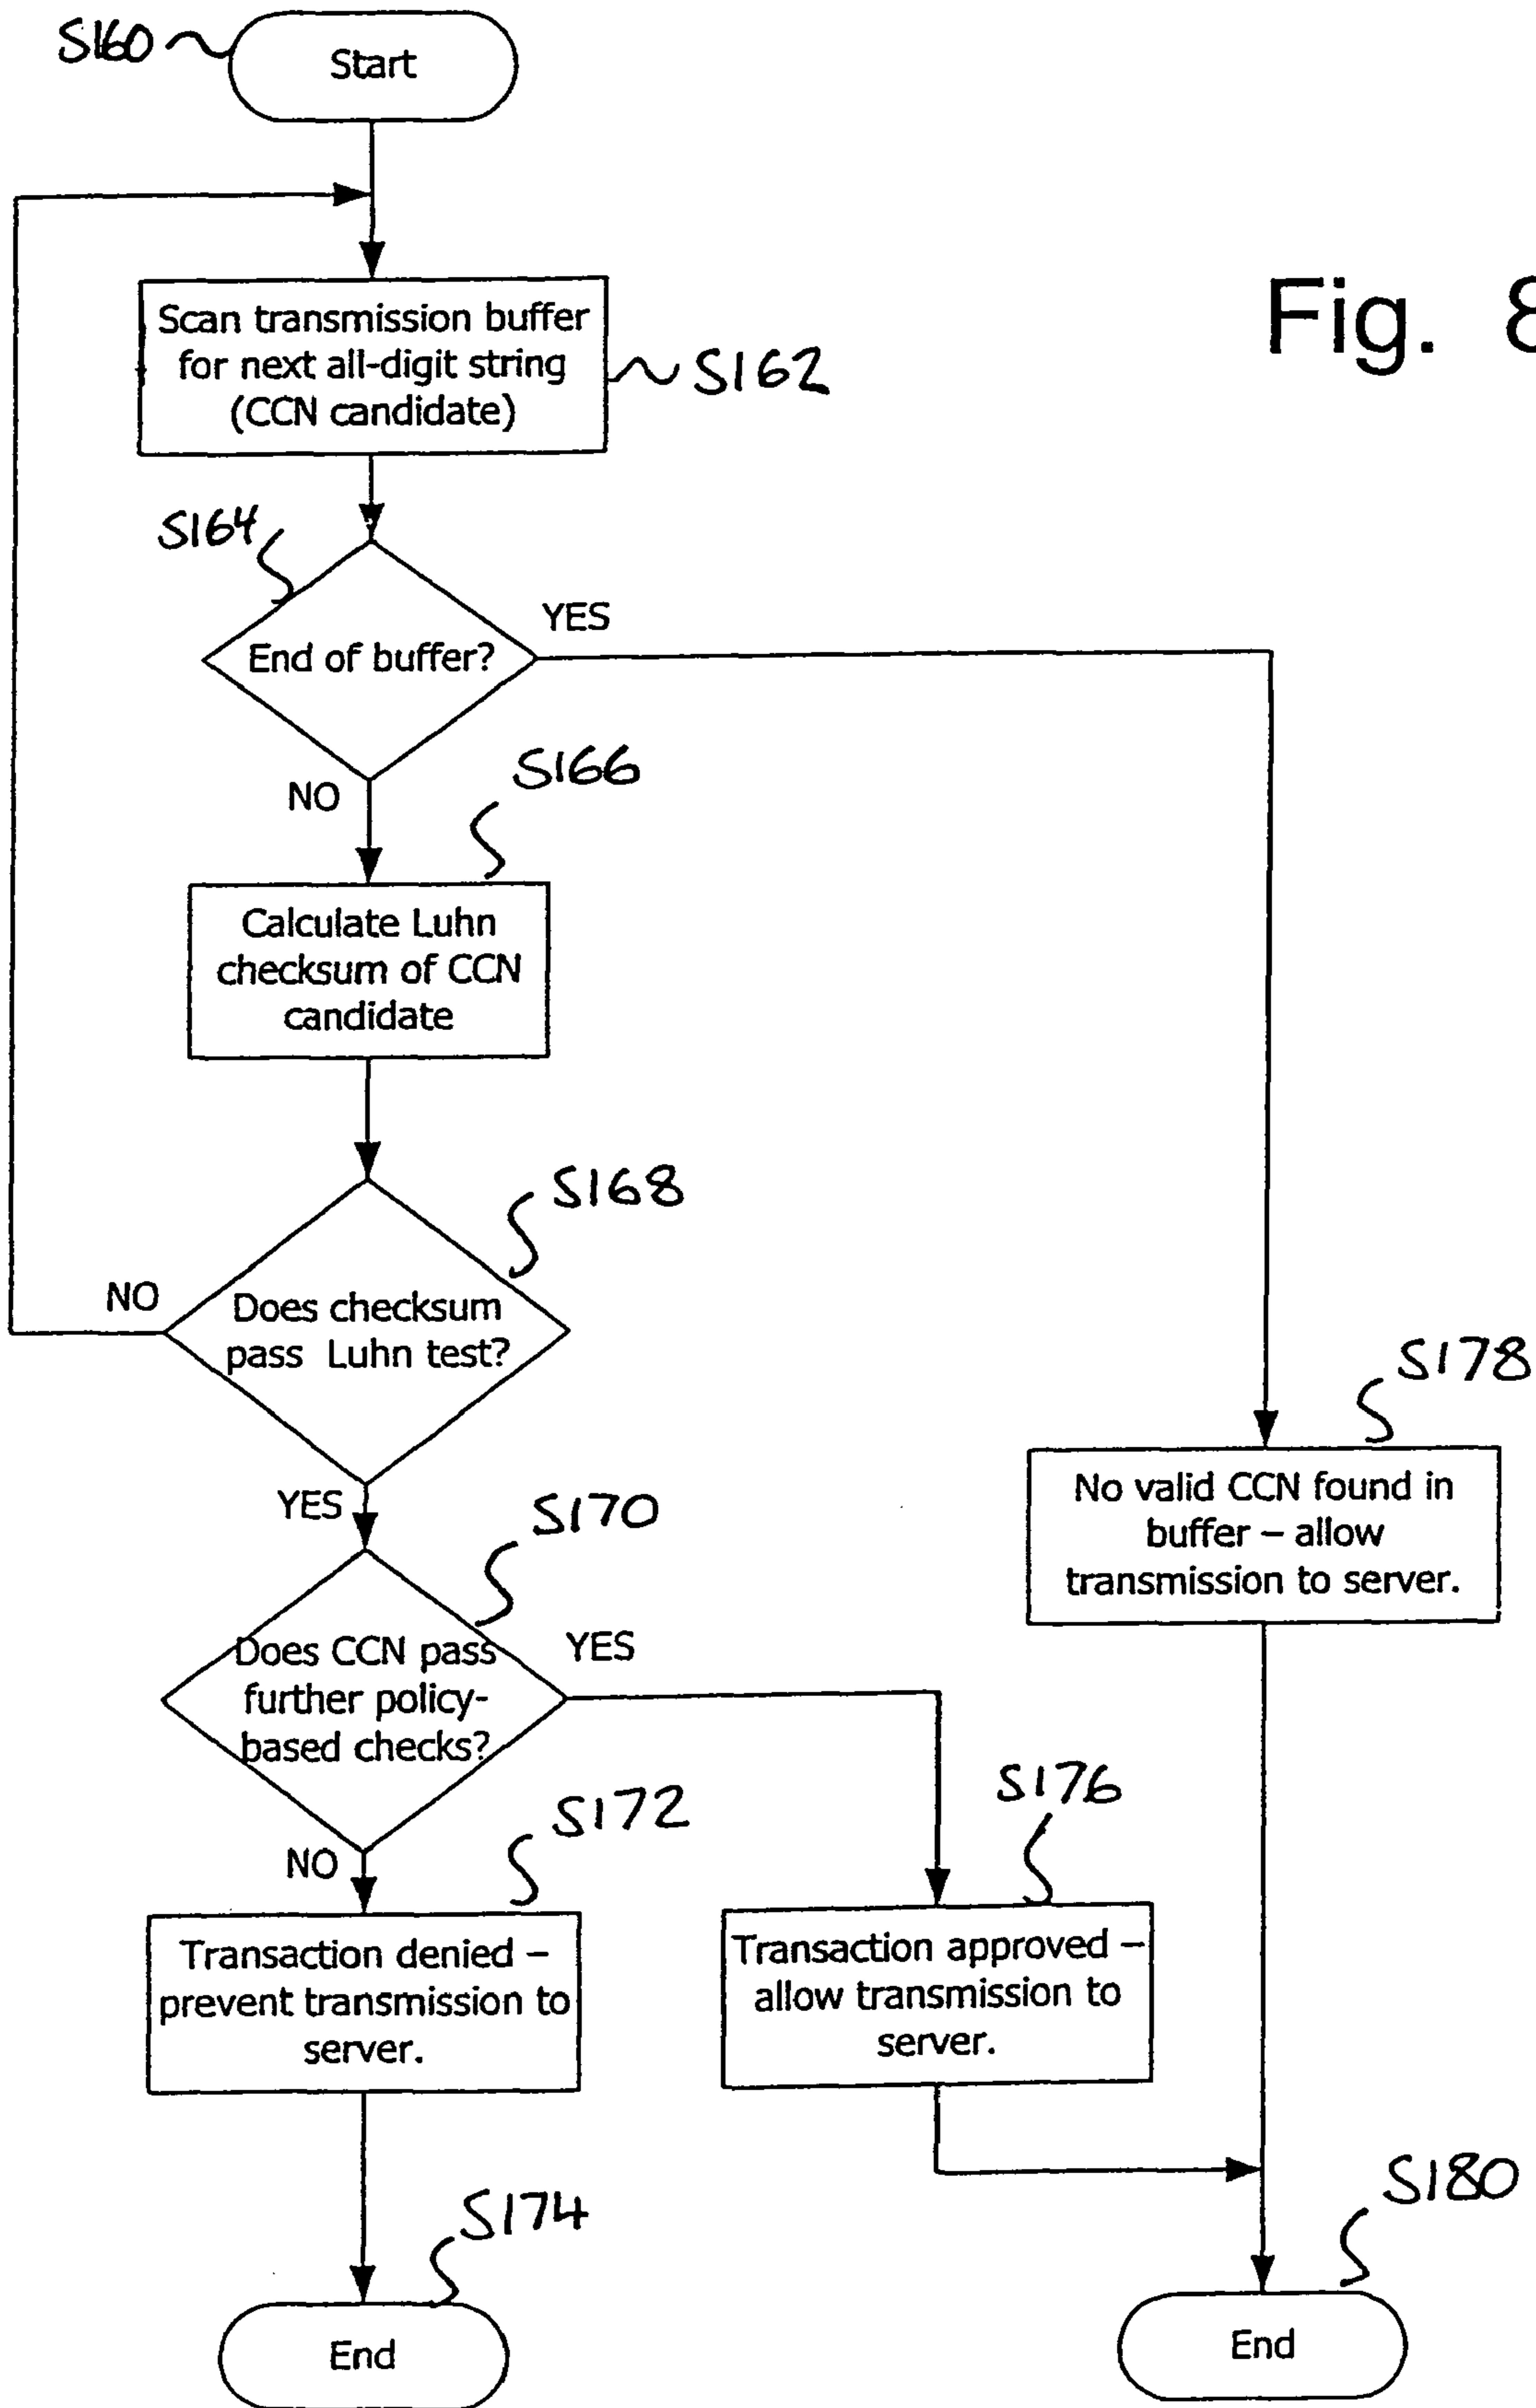 S160
Start
Fig. 8
Scan transmission buffer
for next all-digit string
(CCN candidate)
S162
S164
YES
End of buffer?
S166
NO
Calculate Luhn
checksum of CCN
candidate
S168
NO
Does checksum
pass Luhn test?
S178
YES
S170
No valid CCN found in
buffer – allow
transmission to server.
Does CCN pass
further policy-
based checks?
YES
S176
S172
NO
Transaction denied –
prevent transmission to
server.
Transaction approved –
allow transmission to
server.
S174
S180
End
End